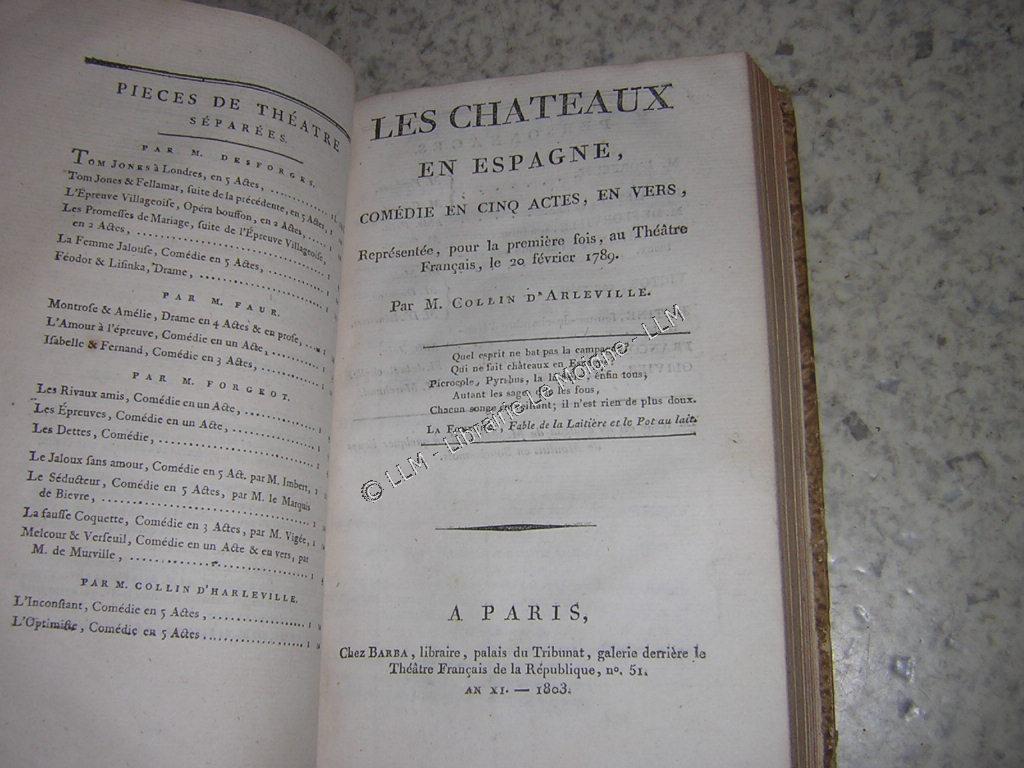 PIECES DE THÉATRE
SÉPARÉES.
PAR M. DESFORGES.
TOM JONES à Londres, en 5 Actes,
Tom Jones & Fellamar, suite de la précédente, en 5 Actes,
L'Epreuve Villageoise, Opéra bouffon, en 2 Actes,
Les Promesses de Mariage, suite de l'Epreuve Villageoise,
en 2 Actes,
La Femme Jalouse, Comédie en 5 Actes,
Féodor & Lisinka, Drame,
PAR M. FAUR.
Montrose & Amélie, Drame en 4 Actes & en prose,
L'Amour à l'épreuve, Comédie en un Acte,
Isabelle & Fernand, Comédie en 3 Actes,
PAR M. FORGEOT.
Les Rivaux amis, Comédie en un Acte,
Les Épreuves, Comédie en un Acte,
Les Dettes, Comédie,
Le Jaloux sans amour, Comédie en 5 Act. par M. Imbert,
Le Séducteur, Comédie en 5 Actes, par M. le Marquis
de Bievre,
La fausse Coquette, Comédie en 3 Actes, par M. Vigée,
Melcour & Verseuil, Comédie en un Acte & en vers, par
M. de Murville,
PAR M. COLLIN D'HARLEVILLE.
L'Inconstant, Comédie en 5 Actes,
L'Optimiste, Comédie en 5 Actes.
LES CHATEAUX
EN ESPAGNE,
COMÉDIE EN CINQ ACTES, EN VERS,
Représentée, pour la première fois, au Théâtre
Français, le 20 février 1789.
Par M. COLLIN D'ARLEVILLE.
Quel esprit ne bat pas la campagne?
Qui ne fait châteaux en
Picrocole, Pyrrhus, la enfin tous;
Autant les sages que les fous,
Chacun songe en veillant; il n'est rien de plus doux.
LA Fable de la Laitière et le Pot au lait.
© LLM - Librairie Le Moigne - LLM
A PARIS,
Chez BARBA, libraire, palais du Tribunat, galerie derrière le
Théâtre Français de la République, nº. 51.
AN XI. — 1803.